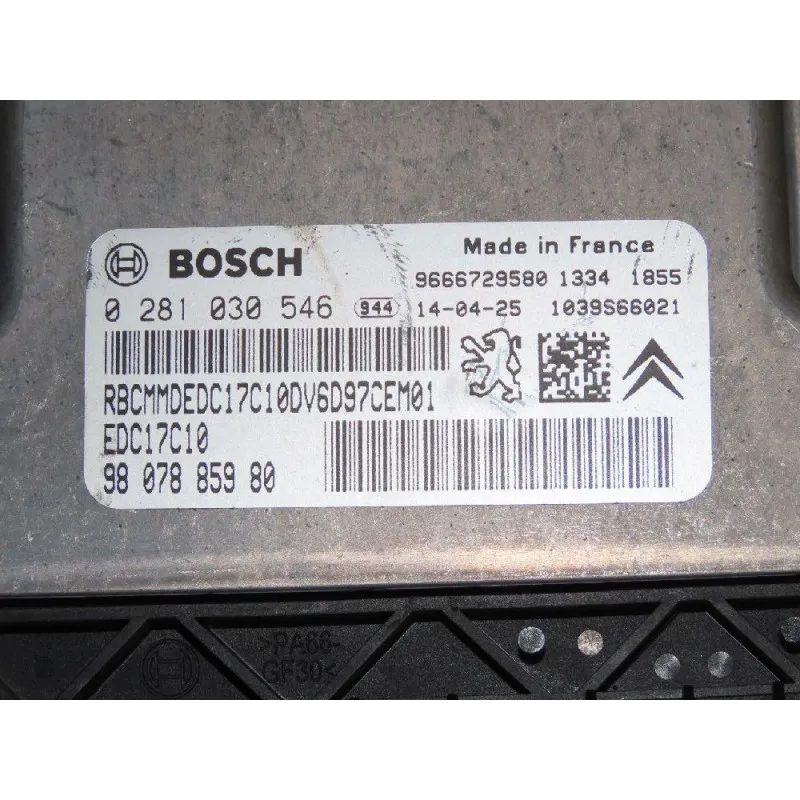 BOSCH
Made in France
9666729580 1334 1855
0 281 030 546 944 14-04-25 1039S66021
RBCMMDEDC17C10DV6D97CEM01
EDC17C10
98 078 859 80
>PA66-
GF30<